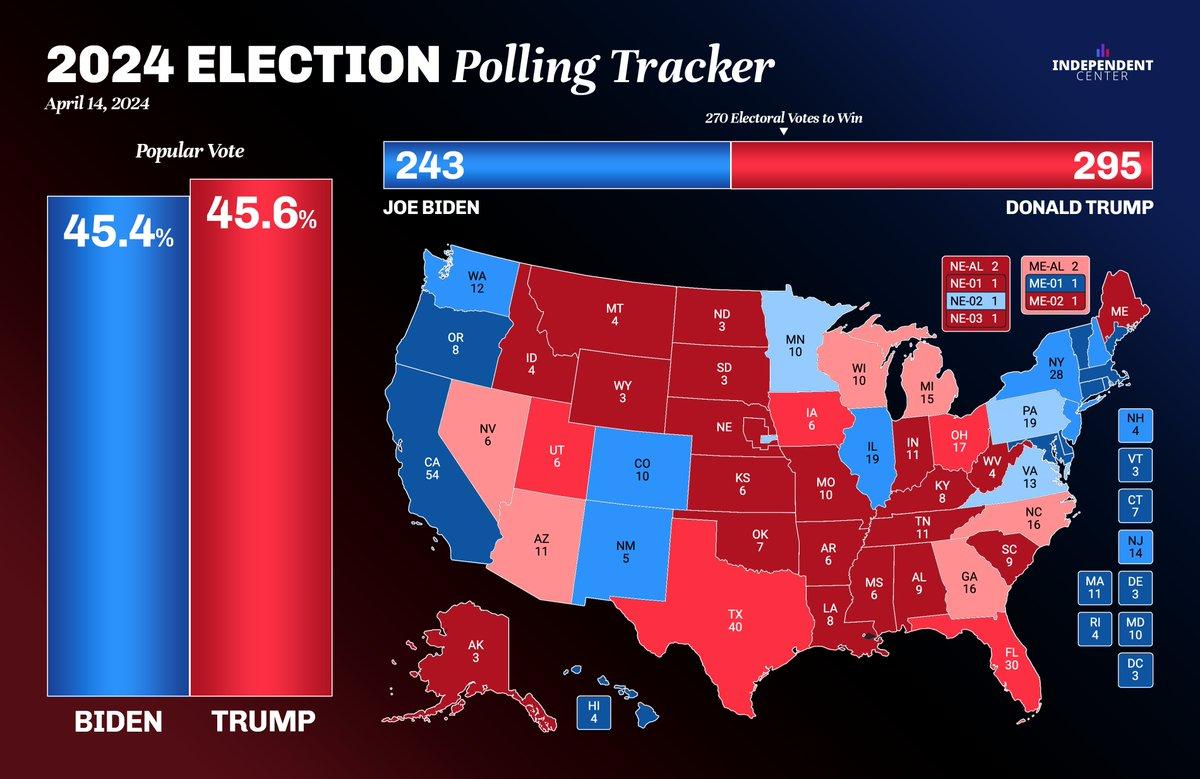 2024 ELECTION Polling Tracker
April 14, 2024
INDEPENDENT
CENTER
Popular Vote
45.4%
45.6%
BIDEN
TRUMP
270 Electoral Votes to Win
243
295
JOE BIDEN
DONALD TRUMP
NE-AL 2
NE-01 1
NE-02 1
NE-03 1
ME-AL 2
ME-01 1
ME-02 1
WA
12
OR
8
CA
54
NV
6
ID
4
MT
4
WY
3
UT
6
AZ
11
CO
10
NM
5
ND
3
SD
3
NE
KS
6
OK
7
TX
40
MN
10
IA
6
MO
10
AR
6
LA
8
WI
10
IL
19
MI
15
IN
11
OH
17
KY
8
TN
11
MS
6
AL
9
GA
16
FL
30
SC
9
NC
16
VA
13
WV
4
PA
19
NY
28
ME
AK
3
HI
4
NH
4
VT
3
CT
7
NJ
14
MA
11
DE
3
RI
4
MD
10
DC
3